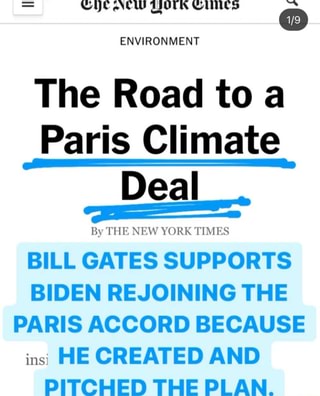 The New York Times
1/9
ENVIRONMENT
The Road to a
Paris Climate
Deal
By THE NEW YORK TIMES
BILL GATES SUPPORTS
BIDEN REJOINING THE
PARIS ACCORD BECAUSE
HE CREATED AND
PITCHED THE PLAN.